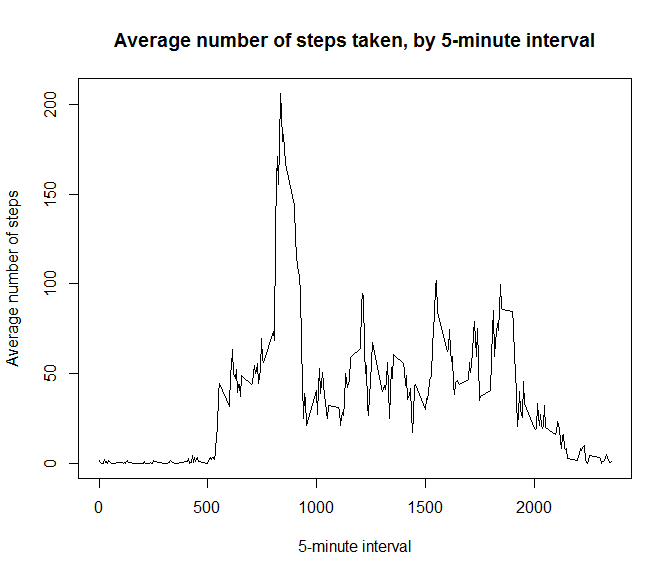 Average number of steps taken, by 5-minute interval
Average number of steps
200
150
100
50
0
0 500 1000 1500 2000
5-minute interval